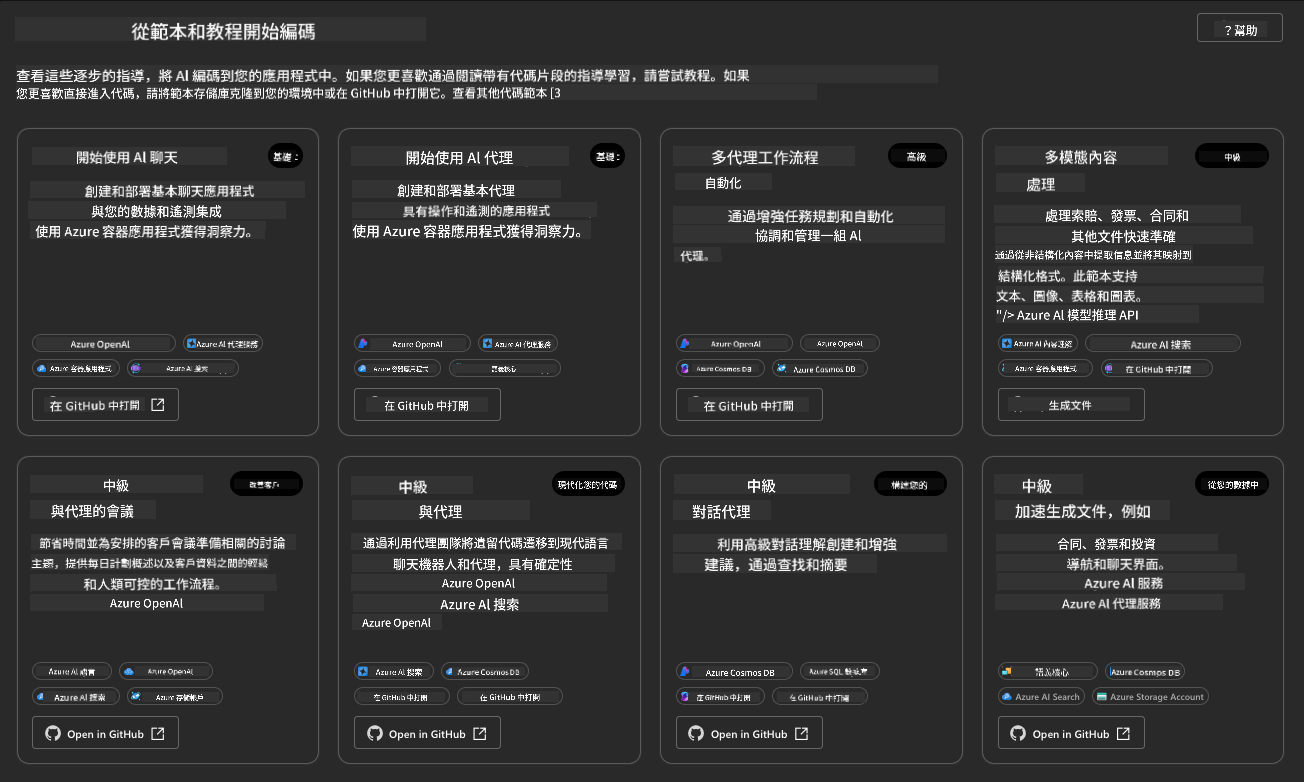 從範本和教程開始編碼
？幫助
查看這些逐步的指導，將 AI 編碼到您的應用程式中。如果您更喜歡通過閱讀帶有代碼片段的指導學習，請嘗試教程。如果
您更喜歡直接進入代碼，請將範本存儲庫克隆到您的環境中或在 GitHub 中打開它。查看其他代碼範本 [3
開始使用 AI 聊天
基礎：
創建和部署基本聊天應用程式
與您的數據和遙測集成
使用 Azure 容器應用程式獲得洞察力。
Azure OpenAI
Azure AI 代理服務
Azure 容器應用程式
Azure AI 搜索
在 GitHub 中打開
開始使用 AI 代理
基礎：
創建和部署基本代理
具有操作和遙測的應用程式
使用 Azure 容器應用程式獲得洞察力。
Azure OpenAI
Azure AI 代理服務
Azure 容器應用程式
語義核心
在 GitHub 中打開
多代理工作流程
高級
自動化
通過增強任務規劃和自動化
協調和管理一組 AI
代理。
Azure OpenAI
Azure OpenAI
Azure Cosmos DB
Azure Cosmos DB
在 GitHub 中打開
多模態內容
中級
處理
處理索賠、發票、合同和
其他文件快速準確
通過從非結構化內容中提取信息並將其映射到
結構化格式。此範本支持
文本、圖像、表格和圖表。
"/> Azure AI 模型推理 API
Azure AI 內容理解
Azure AI 搜索
Azure 容器應用程式
在 GitHub 中打開
生成文件
中級
改善客戶
與代理的會議
節省時間並為安排的客戶會議準備相關的討論
主題，提供每日計劃概述以及客戶資料之間的輕鬆
和人類可控的工作流程。
Azure OpenAI
Azure AI 語言
Azure OpenAI
Azure AI 搜索
Azure 存儲帳戶
Open in GitHub
中級
現代化您的代碼
與代理
通過利用代理團隊將遺留代碼遷移到現代語言
聊天機器人和代理，具有確定性
Azure OpenAI
Azure AI 搜索
Azure OpenAI
Azure AI 搜索
Azure Cosmos DB
在 GitHub 中打開
在 GitHub 中打開
Open in GitHub
中級
構建您的
對話代理
利用高級對話理解創建和增強
建議，通過查找和摘要
Azure Cosmos DB
Azure SQL 數據庫
在 GitHub 中打開
在 GitHub 中打開
Open in GitHub
中級
從您的數據中
加速生成文件，例如
合同、發票和投資
導航和聊天界面。
Azure AI 服務
Azure AI 代理服務
語義核心
Azure Cosmps DB
Azure AI Search
Azure Storage Account
Open in GitHub